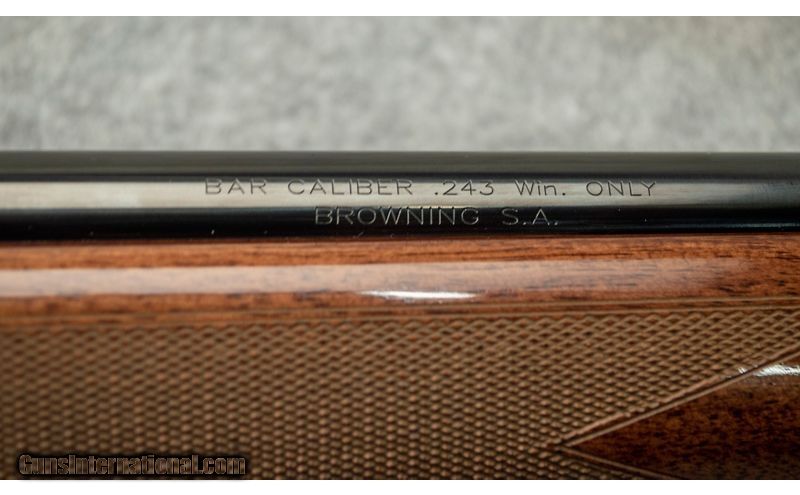 BAR CALIBER .243 Win. ONLY
BROWNING S.A.
GunsInternational.com